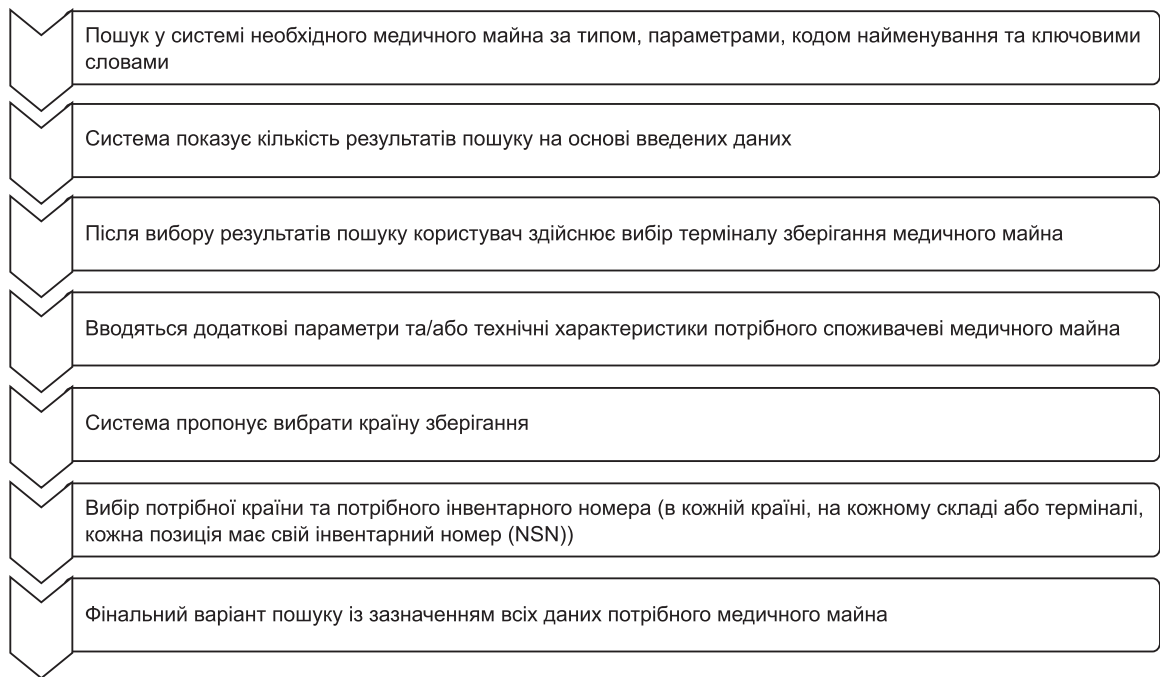 Пошук у системі необхідного медичного майна за типом, параметрами, кодом найменування та ключовими
словами
Система показує кількість результатів пошуку на основі введених даних
Після вибору результатів пошуку користувач здійснює вибір терміналу зберігання медичного майна
Вводяться додаткові параметри та/або технічні характеристики потрібного споживачеві медичного майна
Система пропонує вибрати країну зберігання
Вибір потрібної країни та потрібного інвентарного номера (в кожній країні, на кожному складі або терміналі,
кожна позиція має свій інвентарний номер (NSN))
Фінальний варіант пошуку із зазначенням всіх даних потрібного медичного майна